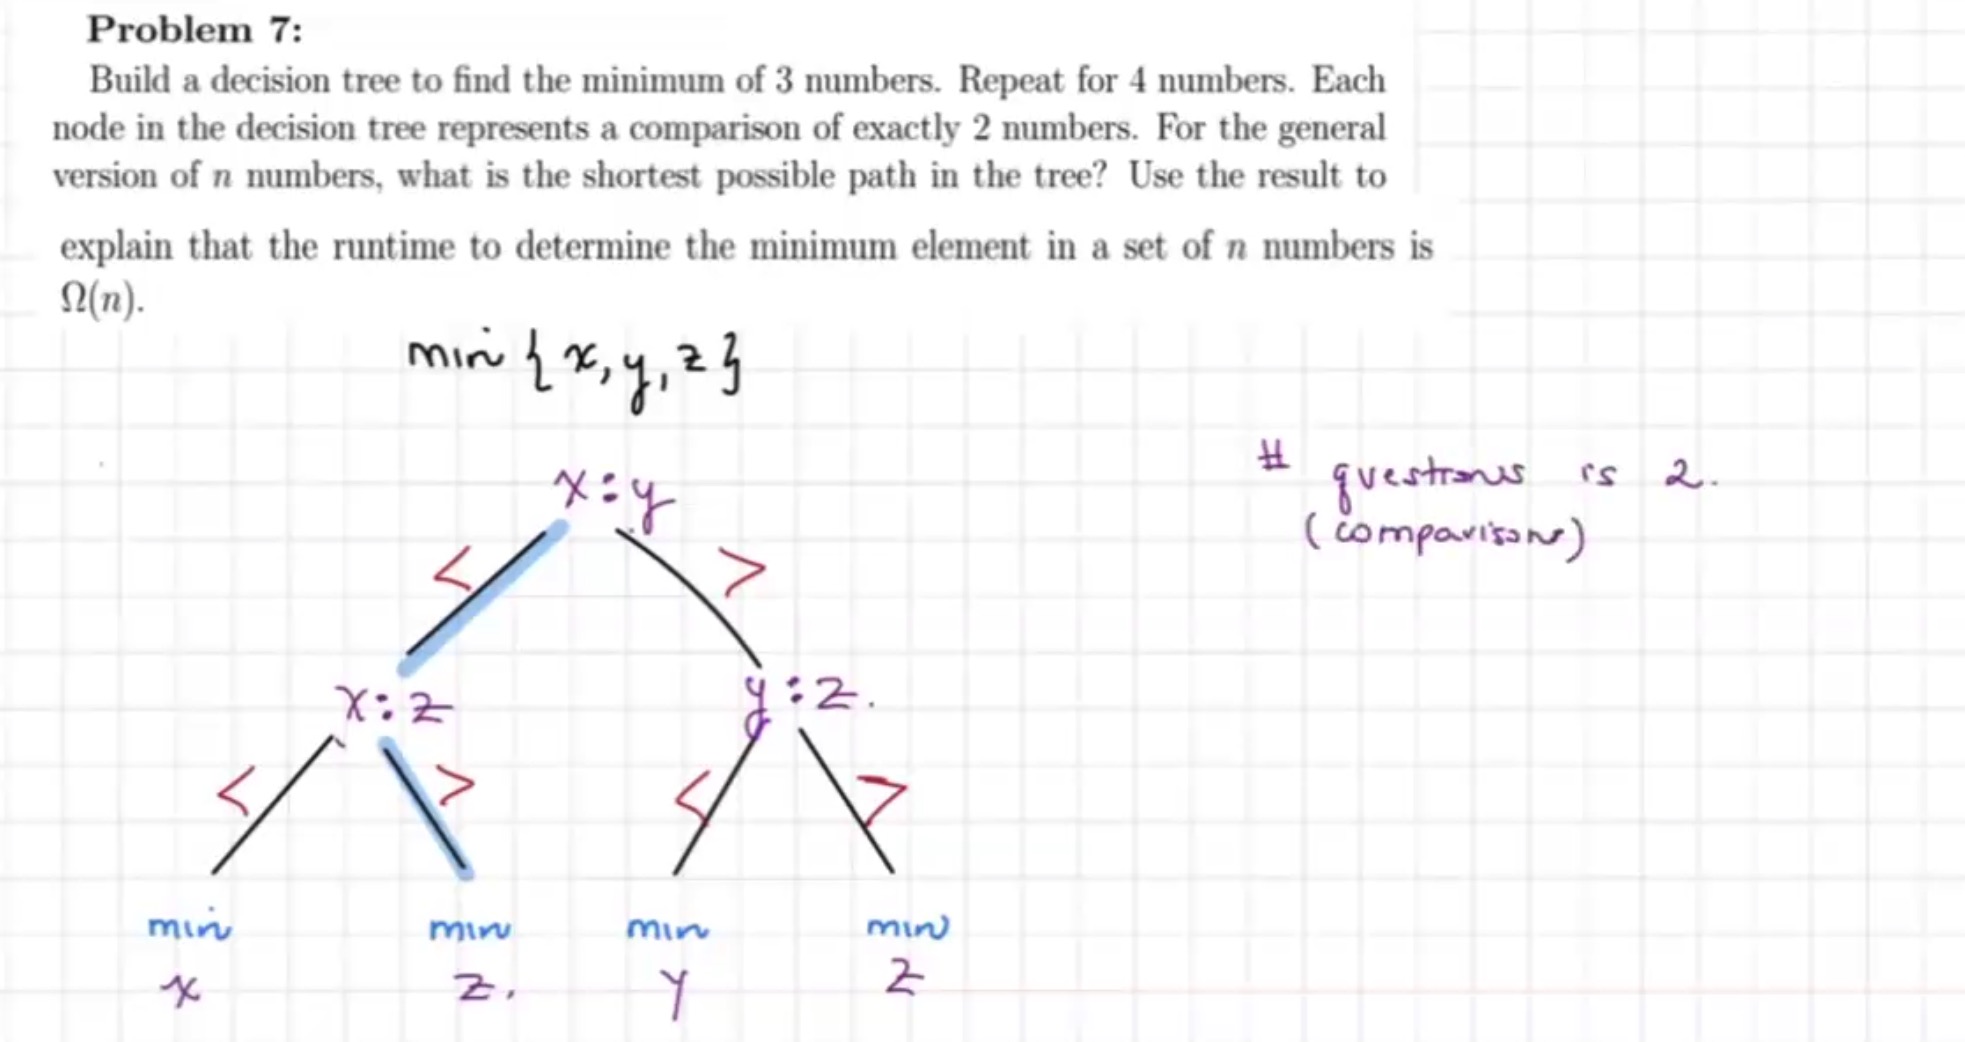 Problem 7:
Build a decision tree to find the minimum of 3 numbers. Repeat for 4 numbers. Each
node in the decision tree represents a comparison of exactly 2 numbers. For the general
version of n numbers, what is the shortest possible path in the tree? Use the result to
explain that the runtime to determine the minimum element in a set of n numbers is
Ω(n).
min { x, y, z }
# questions is 2.
(comparisons)
x : y
< >
x : z y : z.
< > < >
min min min min
x z. y z